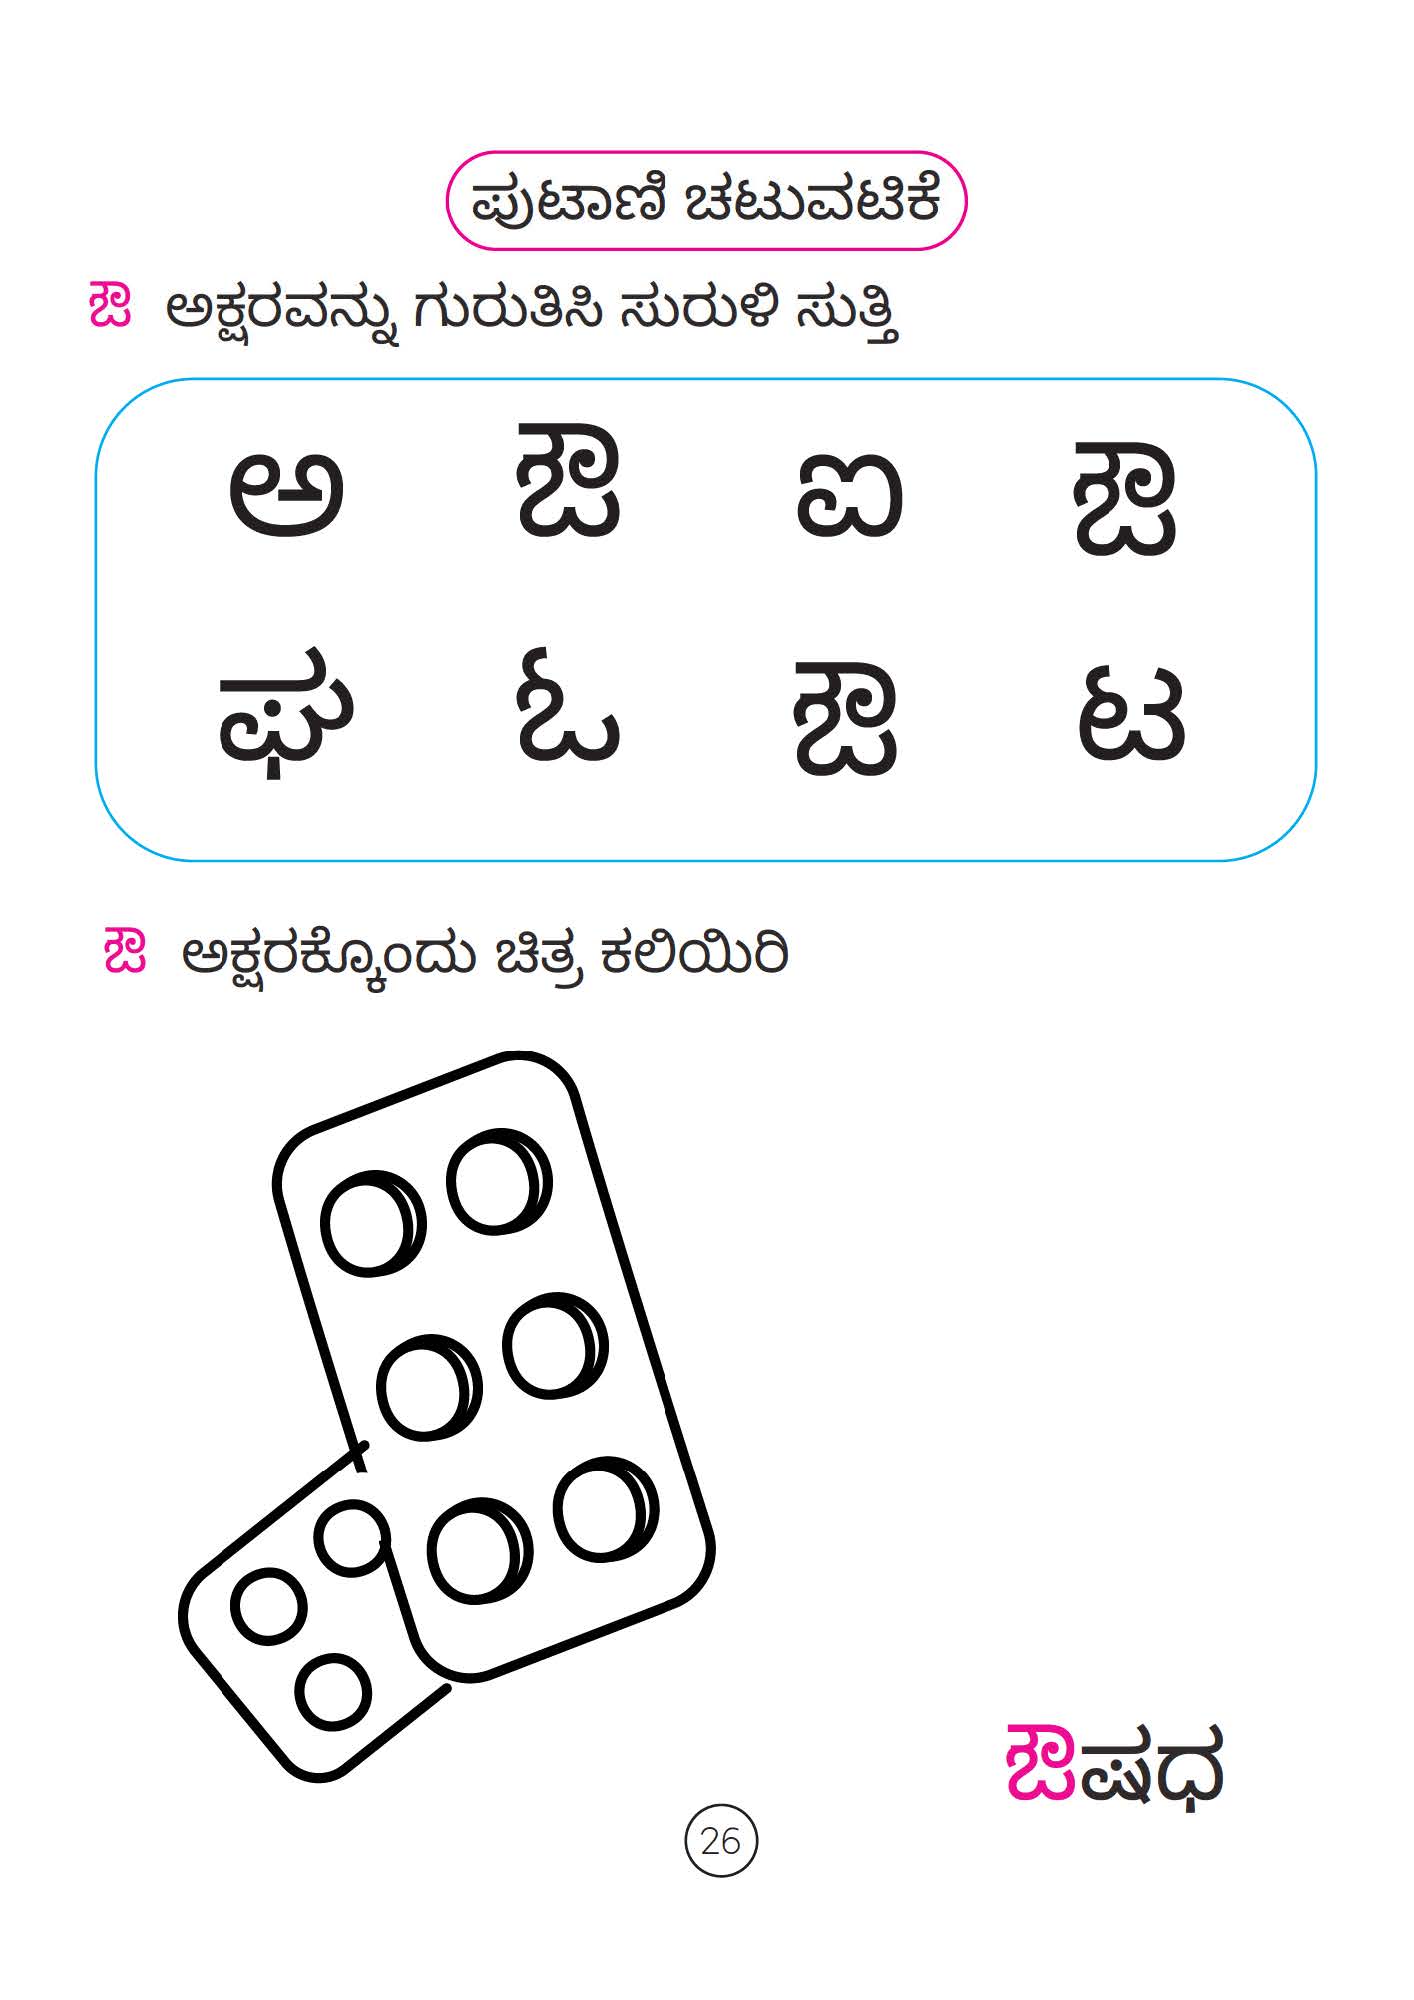 ಪುಟಾಣಿ ಚಟುವಟಿಕೆ
ಔ ಅಕ್ಷರವನ್ನು ಗುರುತಿಸಿ ಸುರುಳಿ ಸುತ್ತಿ
ಅ ಔ ಐ ಔ
ಘ ಓ ಔ ಟ
ಔ ಅಕ್ಷರಕ್ಕೊಂದು ಚಿತ್ರ ಕಲಿಯಿರಿ
ಔಷಧ
26